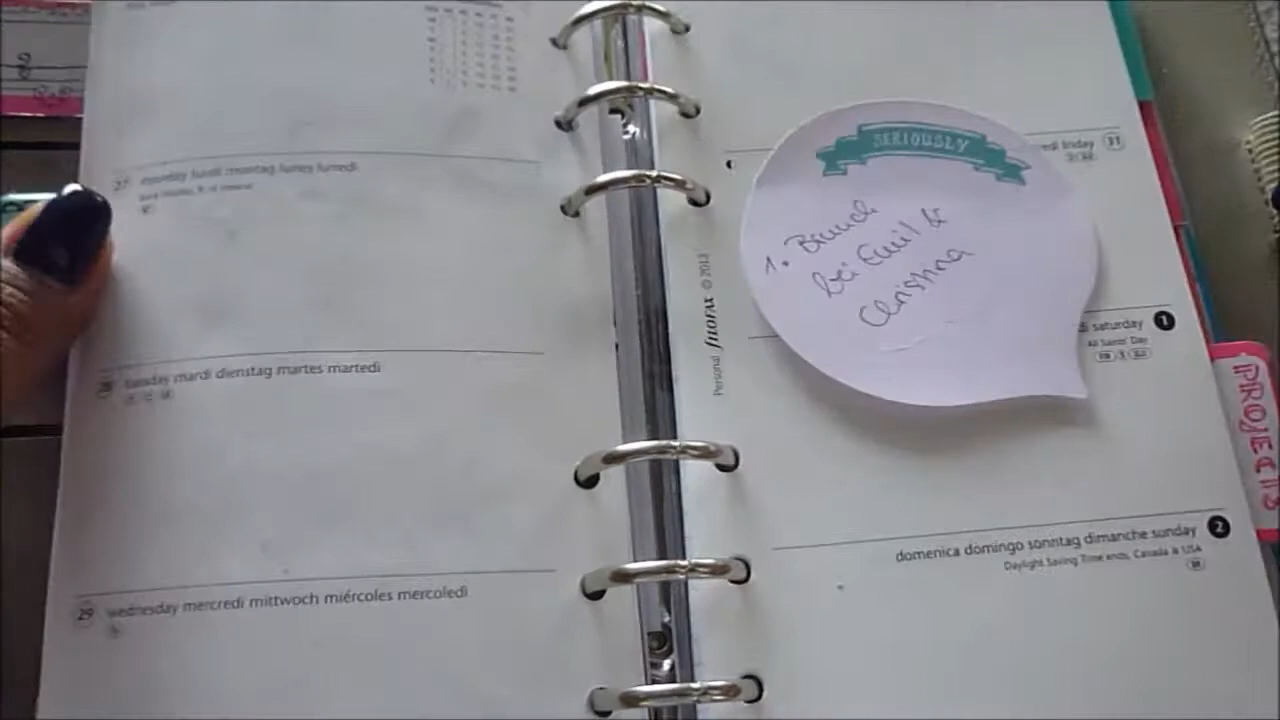 27 monday lundi montag lunes lunedì
28 tuesday mardi dienstag martes martedì
29 wednesday mercredi mittwoch miércoles mercoledì
Personal filofax © 2013
SERIOUSLY
1. Brunch
bei Emil &
Christina
friday 31
saturday 1
All Saints' Day
domenica domingo sonntag dimanche sunday 2
Daylight Saving Time ends, Canada & USA
PROJECTS